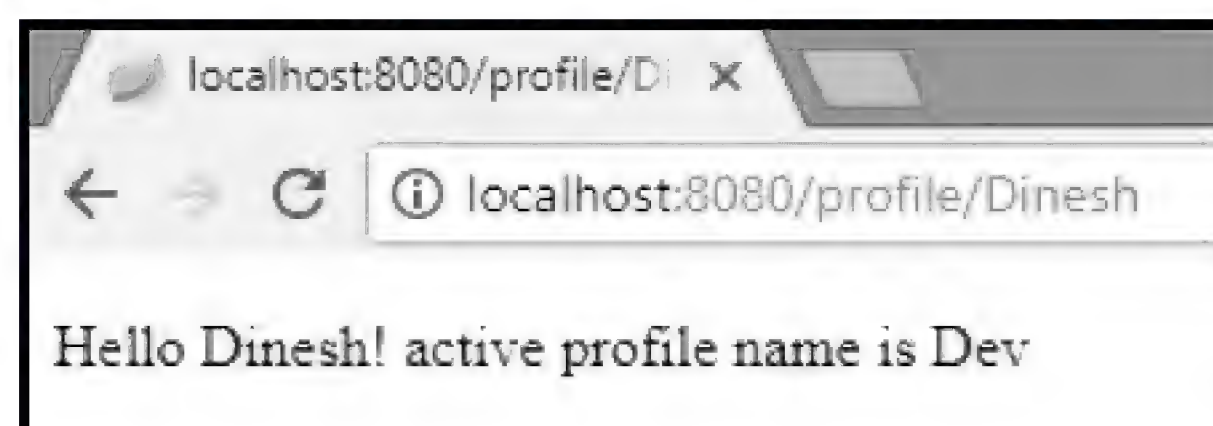 localhost:8080/profile/Di
localhost:8080/profile/Dinesh
Hello Dinesh! active profile name is Dev